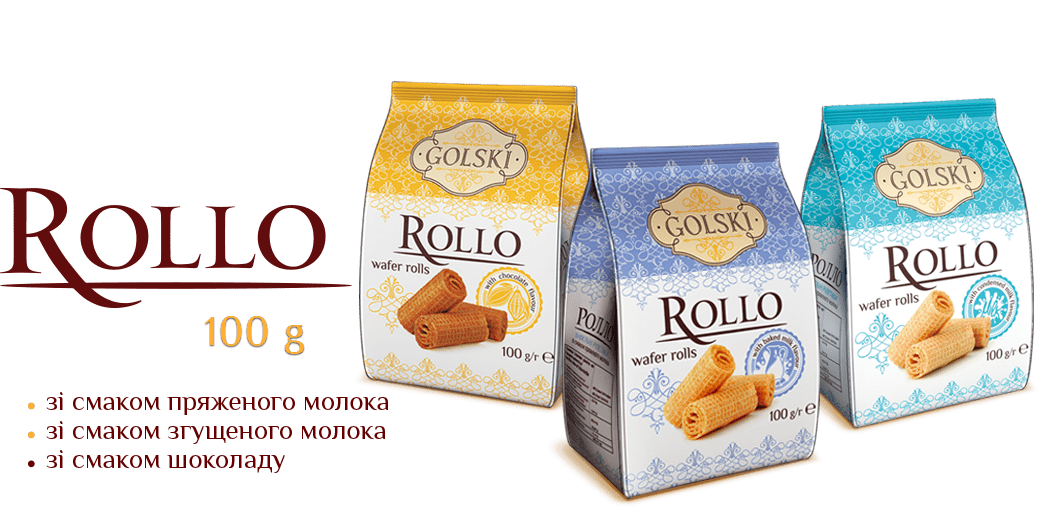 ROLLO
100 g
зі смаком пряженого молока
зі смаком згущеного молока
зі смаком шоколаду
GOLSKI
ROLLO
wafer rolls
with chocolate flavour
100 g/г e
GOLSKI
РОЛЛО
ROLLO
wafer rolls
with baked milk flavour
100 g/г e
GOLSKI
РОЛЛО
ROLLO
wafer rolls
with condensed milk flavour
100 g/г e